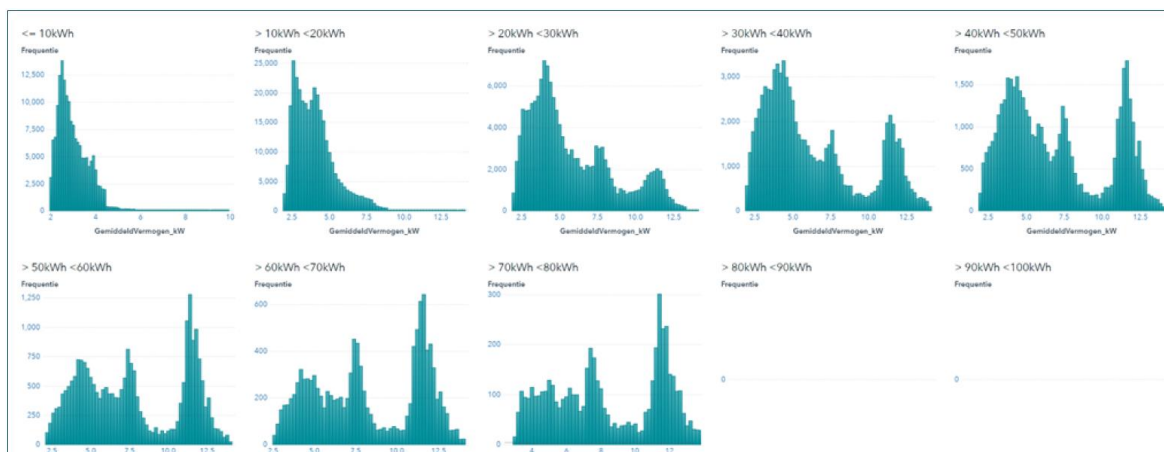 <= 10kWh
Frequentie
12,500
10,000
7,500
5,000
2,500
0
2 4 6 8 10
GemiddeldVermogen_kW
> 10kWh <20kWh
Frequentie
25,000
20,000
15,000
10,000
5,000
0
2.5 5.0 7.5 10.0 12.5
GemiddeldVermogen_kW
> 20kWh <30kWh
Frequentie
6,000
4,000
2,000
0
2.5 5.0 7.5 10.0 12.5
GemiddeldVermogen_kW
> 30kWh <40kWh
Frequentie
3,000
2,000
1,000
0
2.5 5.0 7.5 10.0 12.5
GemiddeldVermogen_kW
> 40kWh <50kWh
Frequentie
1,500
1,000
500
0
2.5 5.0 7.5 10.0 12.5
GemiddeldVermogen_kW
> 50kWh <60kWh
Frequentie
1,250
1,000
750
500
250
0
2.5 5.0 7.5 10.0 12.5
> 60kWh <70kWh
Frequentie
600
400
200
0
2.5 5.0 7.5 10.0 12.5
> 70kWh <80kWh
Frequentie
300
200
100
0
4 6 8 10 12
> 80kWh <90kWh
Frequentie
0
> 90kWh <100kWh
Frequentie
0